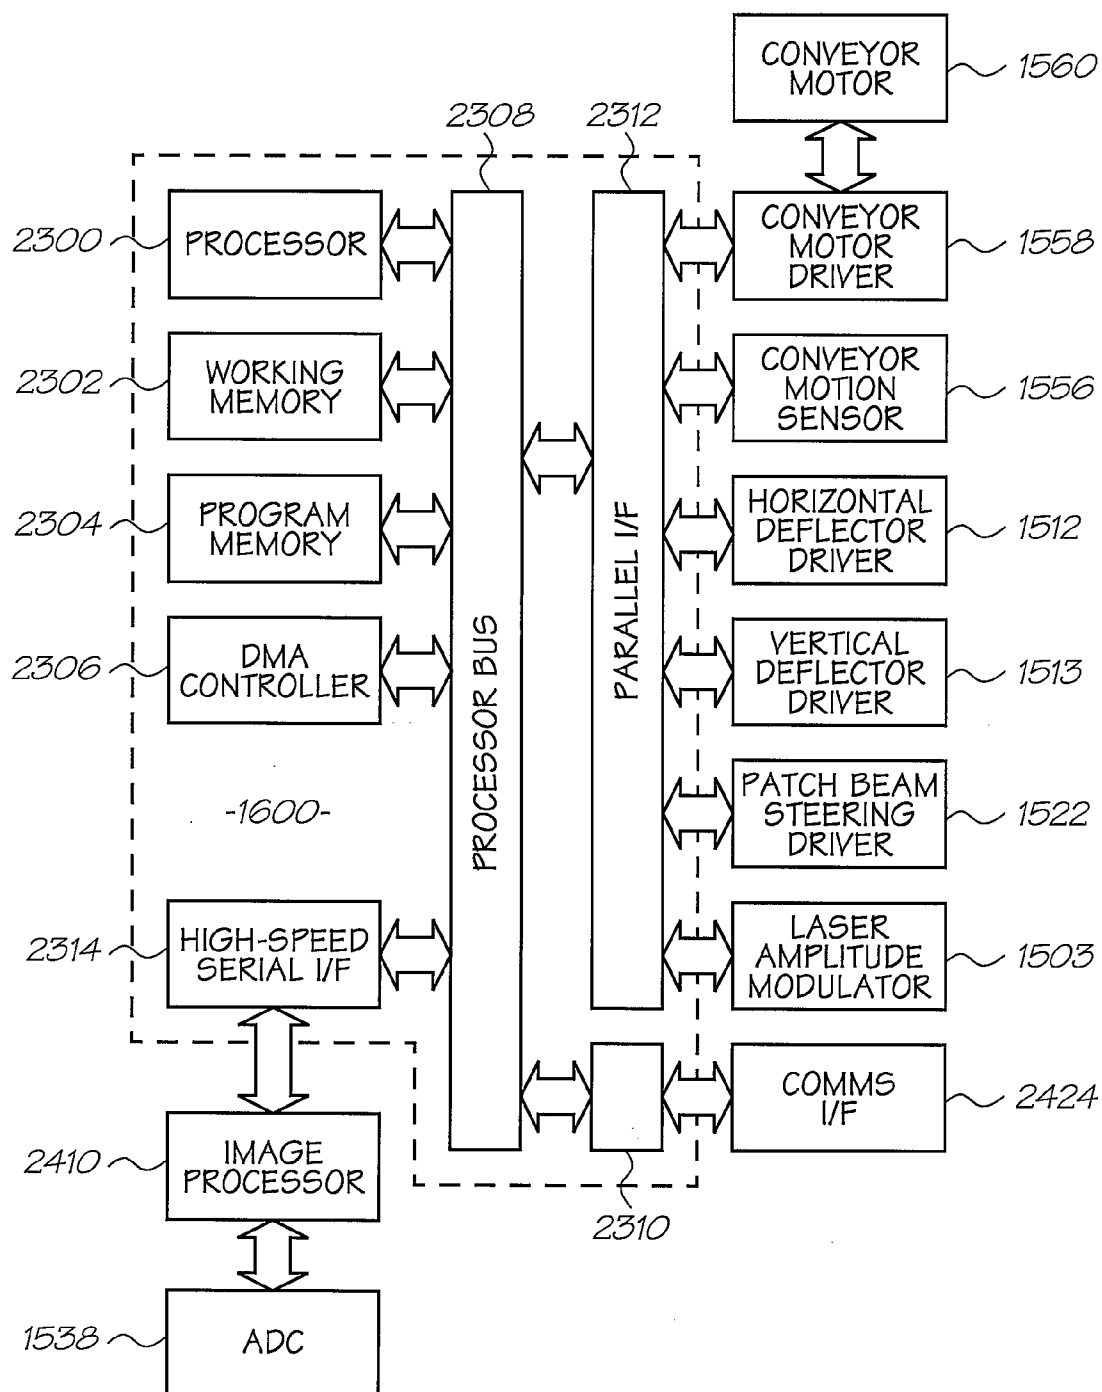 CONVEYOR
MOTOR
1560
2308
2312
2300
PROCESSOR
CONVEYOR
MOTOR
DRIVER
1558
2302
WORKING
MEMORY
CONVEYOR
MOTION
SENSOR
1556
2304
PROGRAM
MEMORY
HORIZONTAL
DEFLECTOR
DRIVER
1512
2306
DMA
CONTROLLER
PROCESSOR BUS
PARALLEL I/F
VERTICAL
DEFLECTOR
DRIVER
1513
-1600-
PATCH BEAM
STEERING
DRIVER
1522
2314
HIGH-SPEED
SERIAL I/F
LASER
AMPLITUDE
MODULATOR
1503
COMMS
I/F
2424
2410
IMAGE
PROCESSOR
2310
1538
ADC